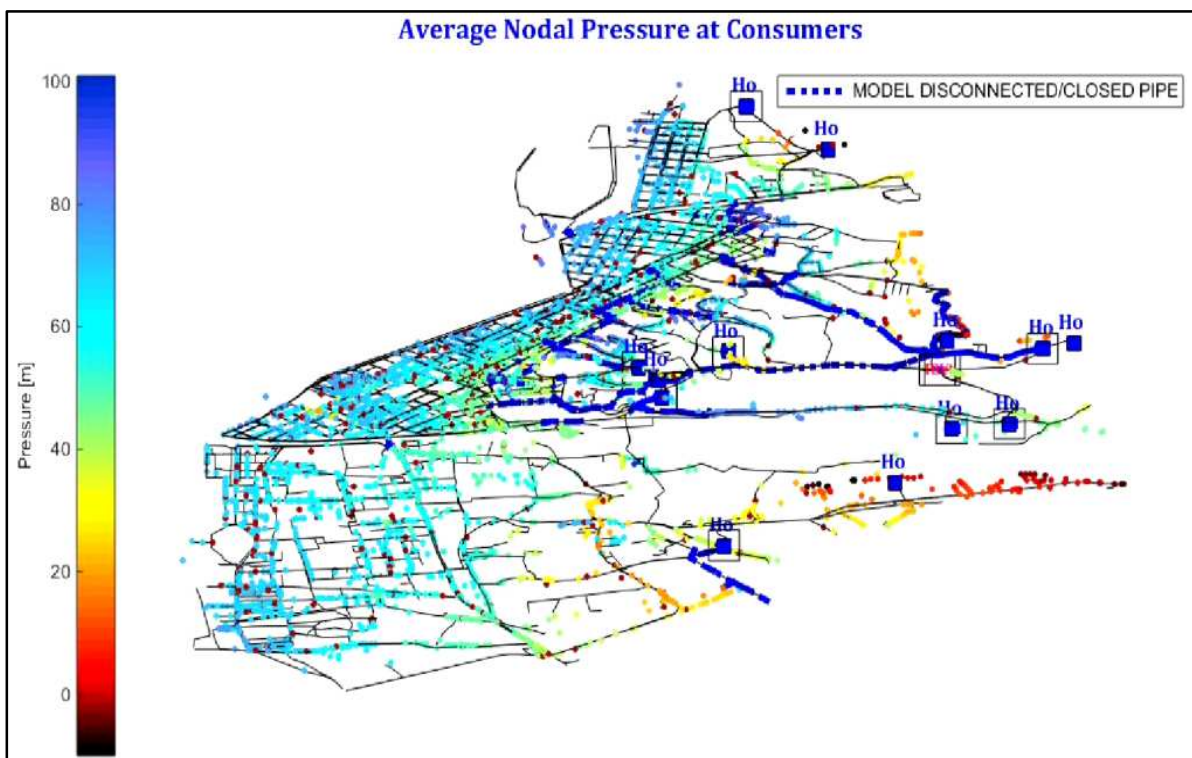 Average Nodal Pressure at Consumers
MODEL DISCONNECTED/CLOSED PIPE
Pressure [m]
100
80
60
40
20
0
Ho
Ho
Ho
Ho
Ho
Ho
Ho
Ho
Ho
Ho
Ho
Ho